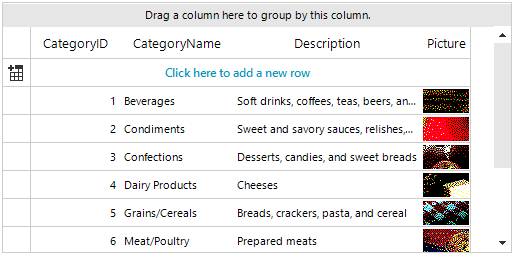 Drag a column here to group by this column.
CategoryID CategoryName Description Picture
Click here to add a new row
1 Beverages Soft drinks, coffees, teas, beers, an...
2 Condiments Sweet and savory sauces, relishes,...
3 Confections Desserts, candies, and sweet breads
4 Dairy Products Cheeses
5 Grains/Cereals Breads, crackers, pasta, and cereal
6 Meat/Poultry Prepared meats